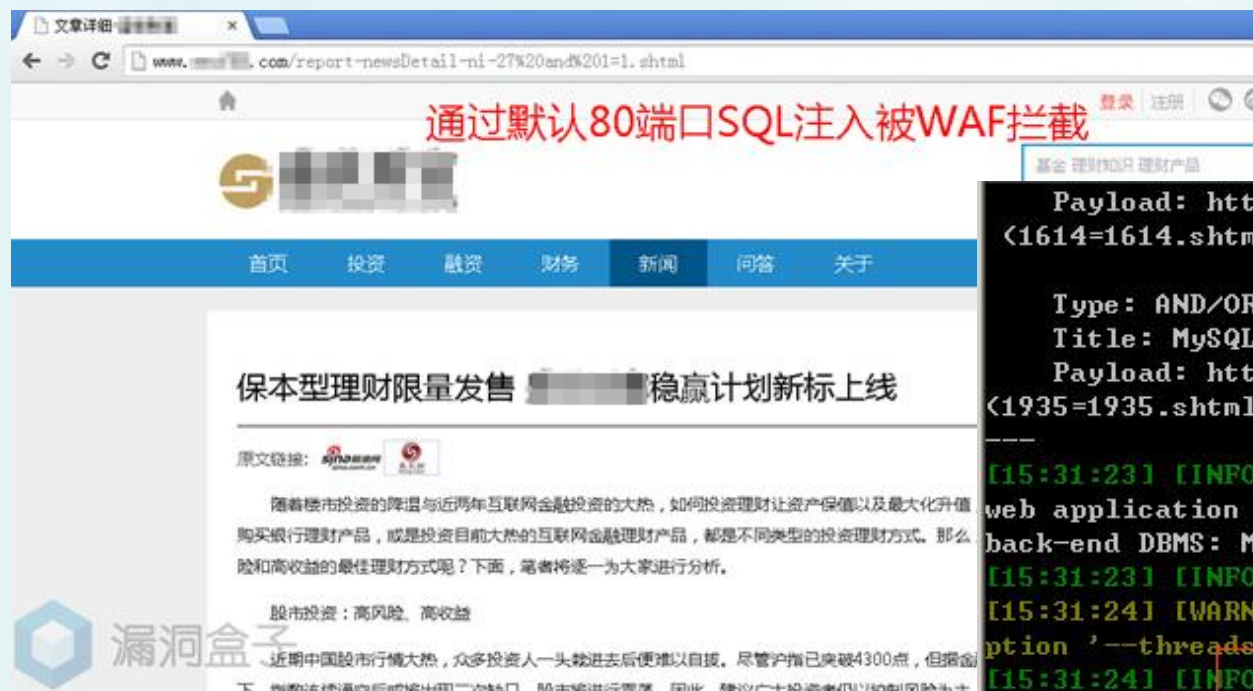 文章详细
www. .com/report-newsDetail-ni-27%20and%201=1.shtml
登录 注册
通过默认80端口SQL注入被WAF拦截
基金 理财知识 理财产品
首页 投资 融资 财务 新闻 问答 关于
保本型理财限量发售 稳赢计划新标上线
原文链接: sina新浪网 sina.com.cn
随着楼市投资的降温与近两年互联网金融投资的大热，如何投资理财让资产保值以及最大化升值
购买银行理财产品，或是投资目前大热的互联网金融理财产品，都是不同类型的投资理财方式。那么
险和高收益的最佳理财方式呢？下面，笔者将逐一为大家进行分析。
股市投资：高风险、高收益
近期中国股市行情大热，众多投资人一头栽进去后便难以自拔。尽管沪指已突破4300点，但据金
漏洞盒子
Payload: htt
(1614=1614.shtm
Type: AND/OR
Title: MySQL
Payload: htt
(1935=1935.shtml
---
[15:31:23] [INFO
web application
back-end DBMS: M
[15:31:23] [INFO
[15:31:24] [WARN
ption '--threads
[15:31:24] [INFO